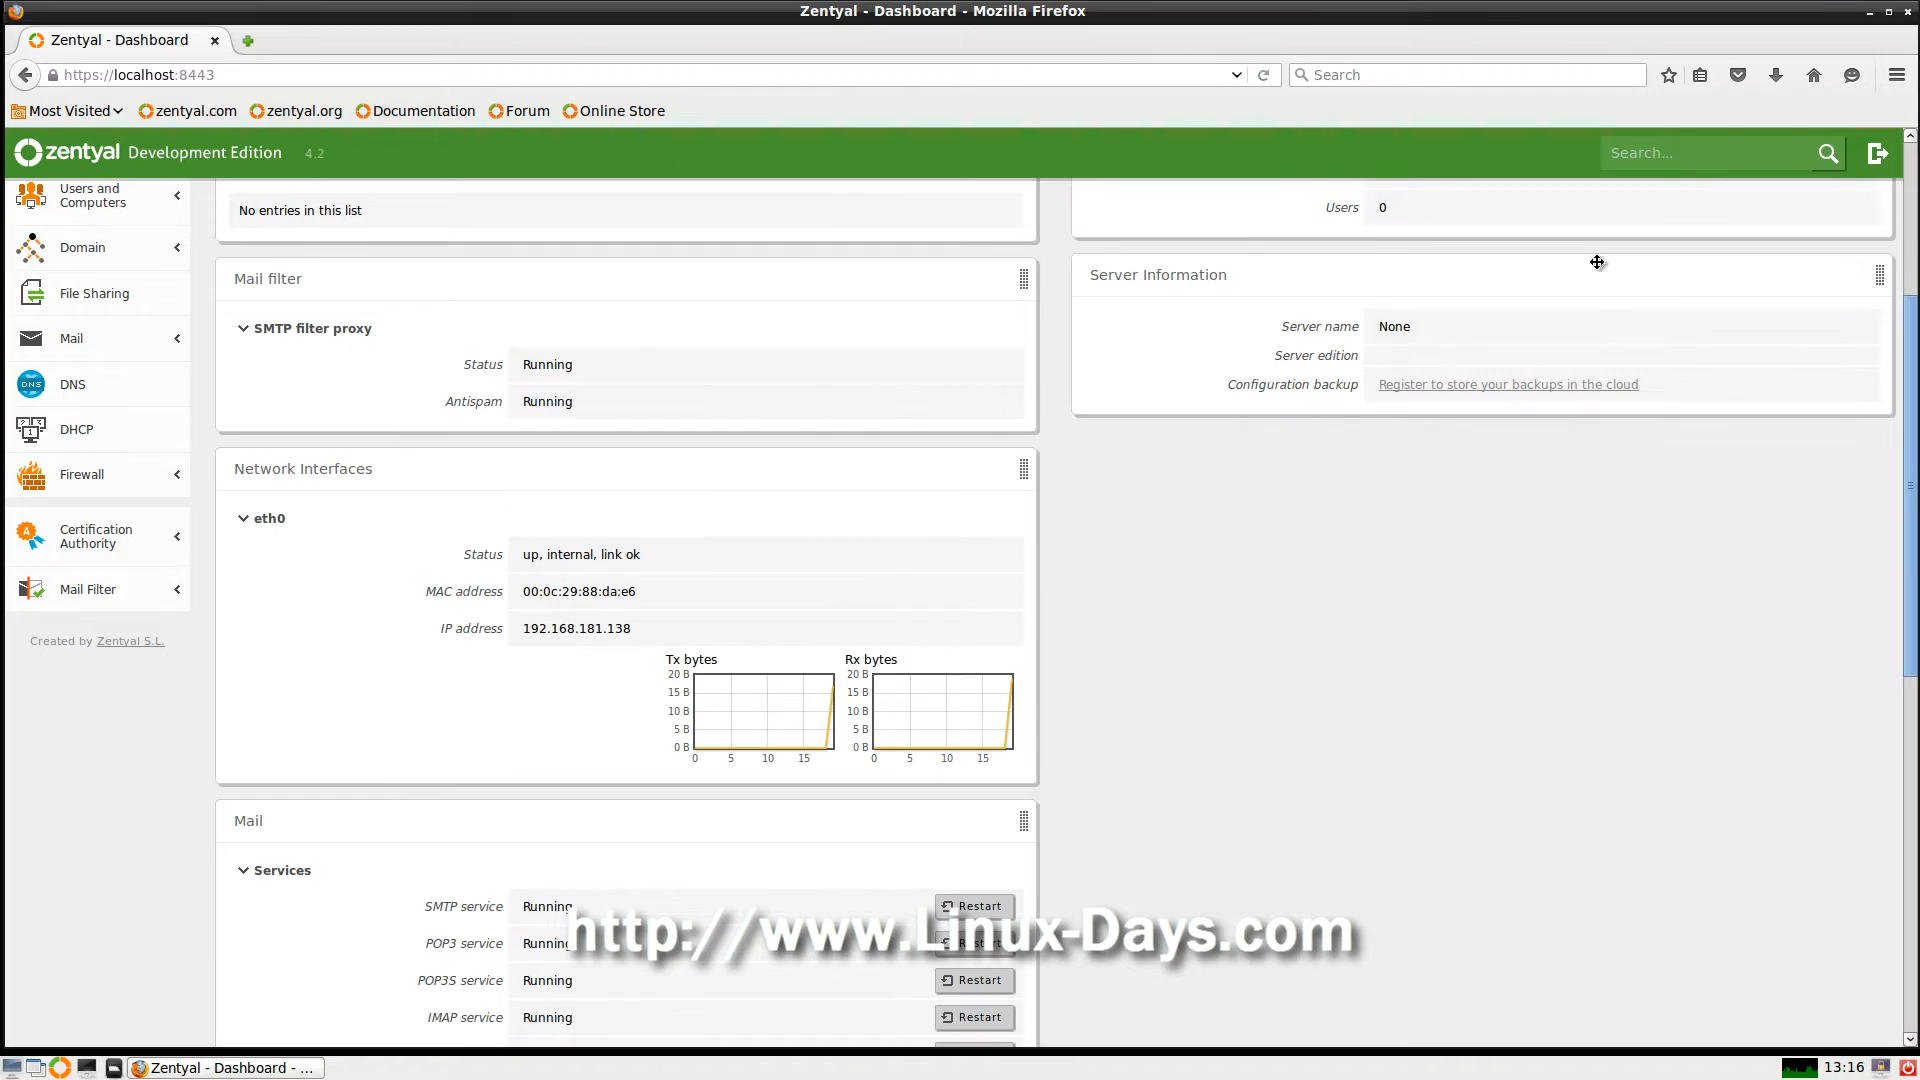 Zentyal - Dashboard - Mozilla Firefox
Zentyal - Dashboard
https://localhost:8443
Search
Most Visited
zentyal.com
zentyal.org
Documentation
Forum
Online Store
zentyal Development Edition 4.2
Search...
Users and
Computers
Domain
File Sharing
Mail
DNS
DNS
DHCP
Firewall
Certification
Authority
Mail Filter
Created by Zentyal S.L.
No entries in this list
Mail filter
SMTP filter proxy
Status Running
Antispam Running
Network Interfaces
eth0
Status up, internal, link ok
MAC address 00:0c:29:88:da:e6
IP address 192.168.181.138
Tx bytes
20 B
15 B
10 B
5 B
0 B
0 5 10 15
Rx bytes
20 B
15 B
10 B
5 B
0 B
0 5 10 15
Mail
Services
SMTP service Running Restart
POP3 service Running Restart
POP3S service Running Restart
IMAP service Running Restart
Users 0
Server Information
Server name None
Server edition
Configuration backup Register to store your backups in the cloud
http://www.Linux-Days.com
Zentyal - Dashboard - ...
13:16